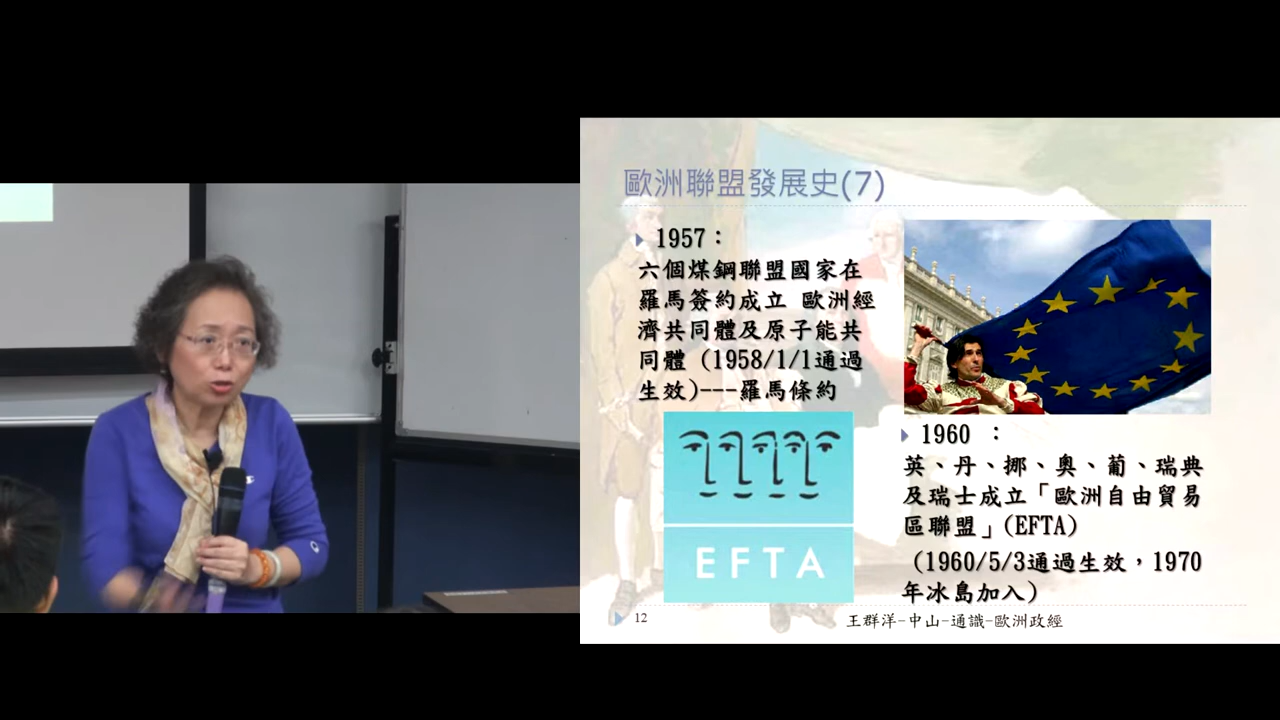 歐洲聯盟發展史(7)
1957：
六個煤鋼聯盟國家在
羅馬簽約成立 歐洲經
濟共同體及原子能共
同體 (1958/1/1通過
生效)---羅馬條約
EFTA
1960 ：
英、丹、挪、奧、葡、瑞典
及瑞士成立「歐洲自由貿易
區聯盟」(EFTA)
(1960/5/3通過生效，1970
年冰島加入)
12
王群洋-中山-通識-歐洲政經